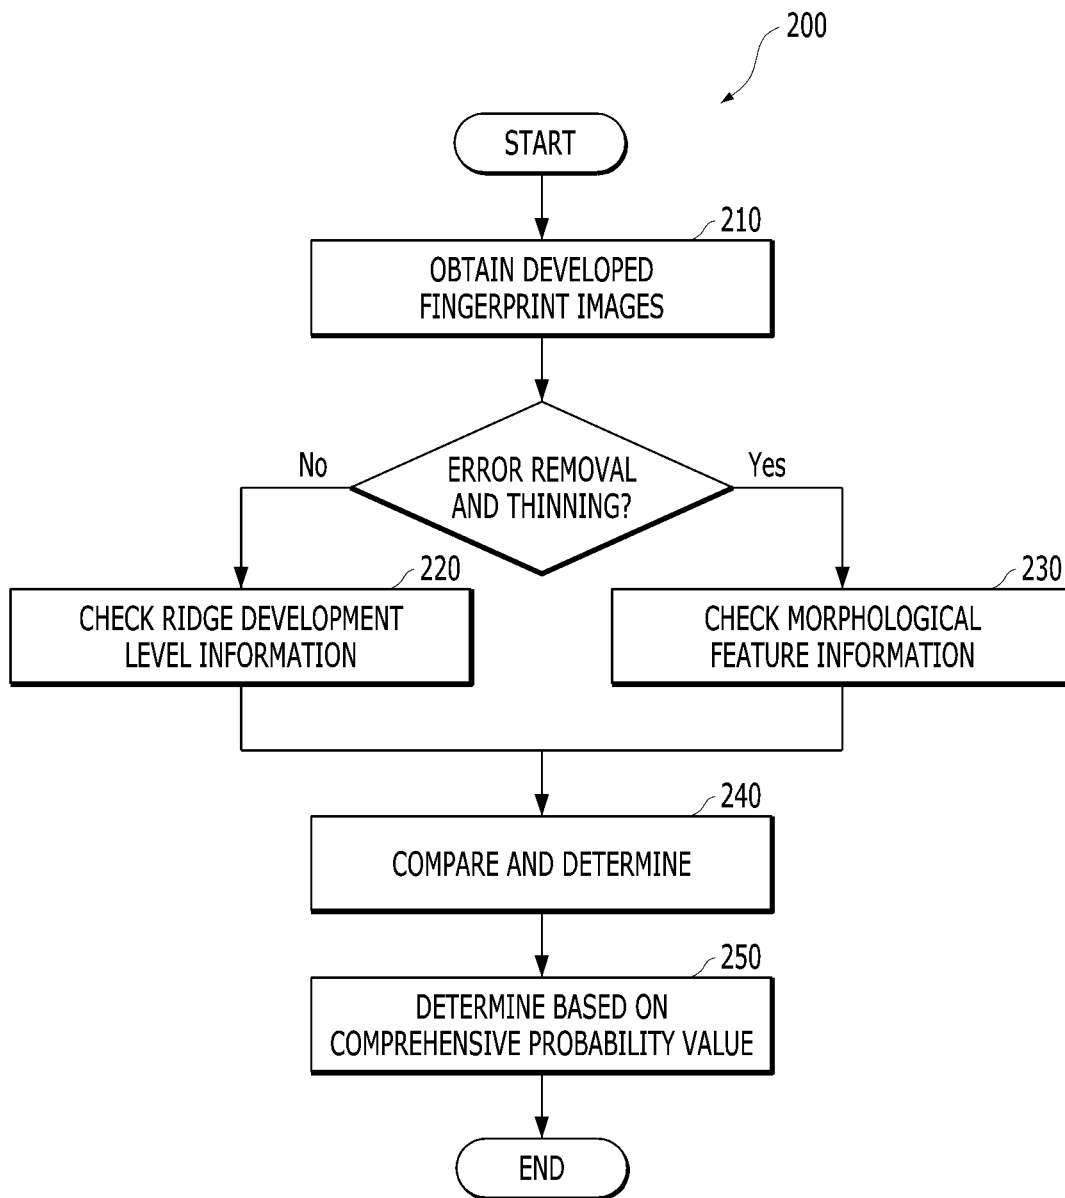 200
START
210
OBTAIN DEVELOPED
FINGERPRINT IMAGES
No
ERROR REMOVAL
AND THINNING?
Yes
220
CHECK RIDGE DEVELOPMENT
LEVEL INFORMATION
230
CHECK MORPHOLOGICAL
FEATURE INFORMATION
240
COMPARE AND DETERMINE
250
DETERMINE BASED ON
COMPREHENSIVE PROBABILITY VALUE
END